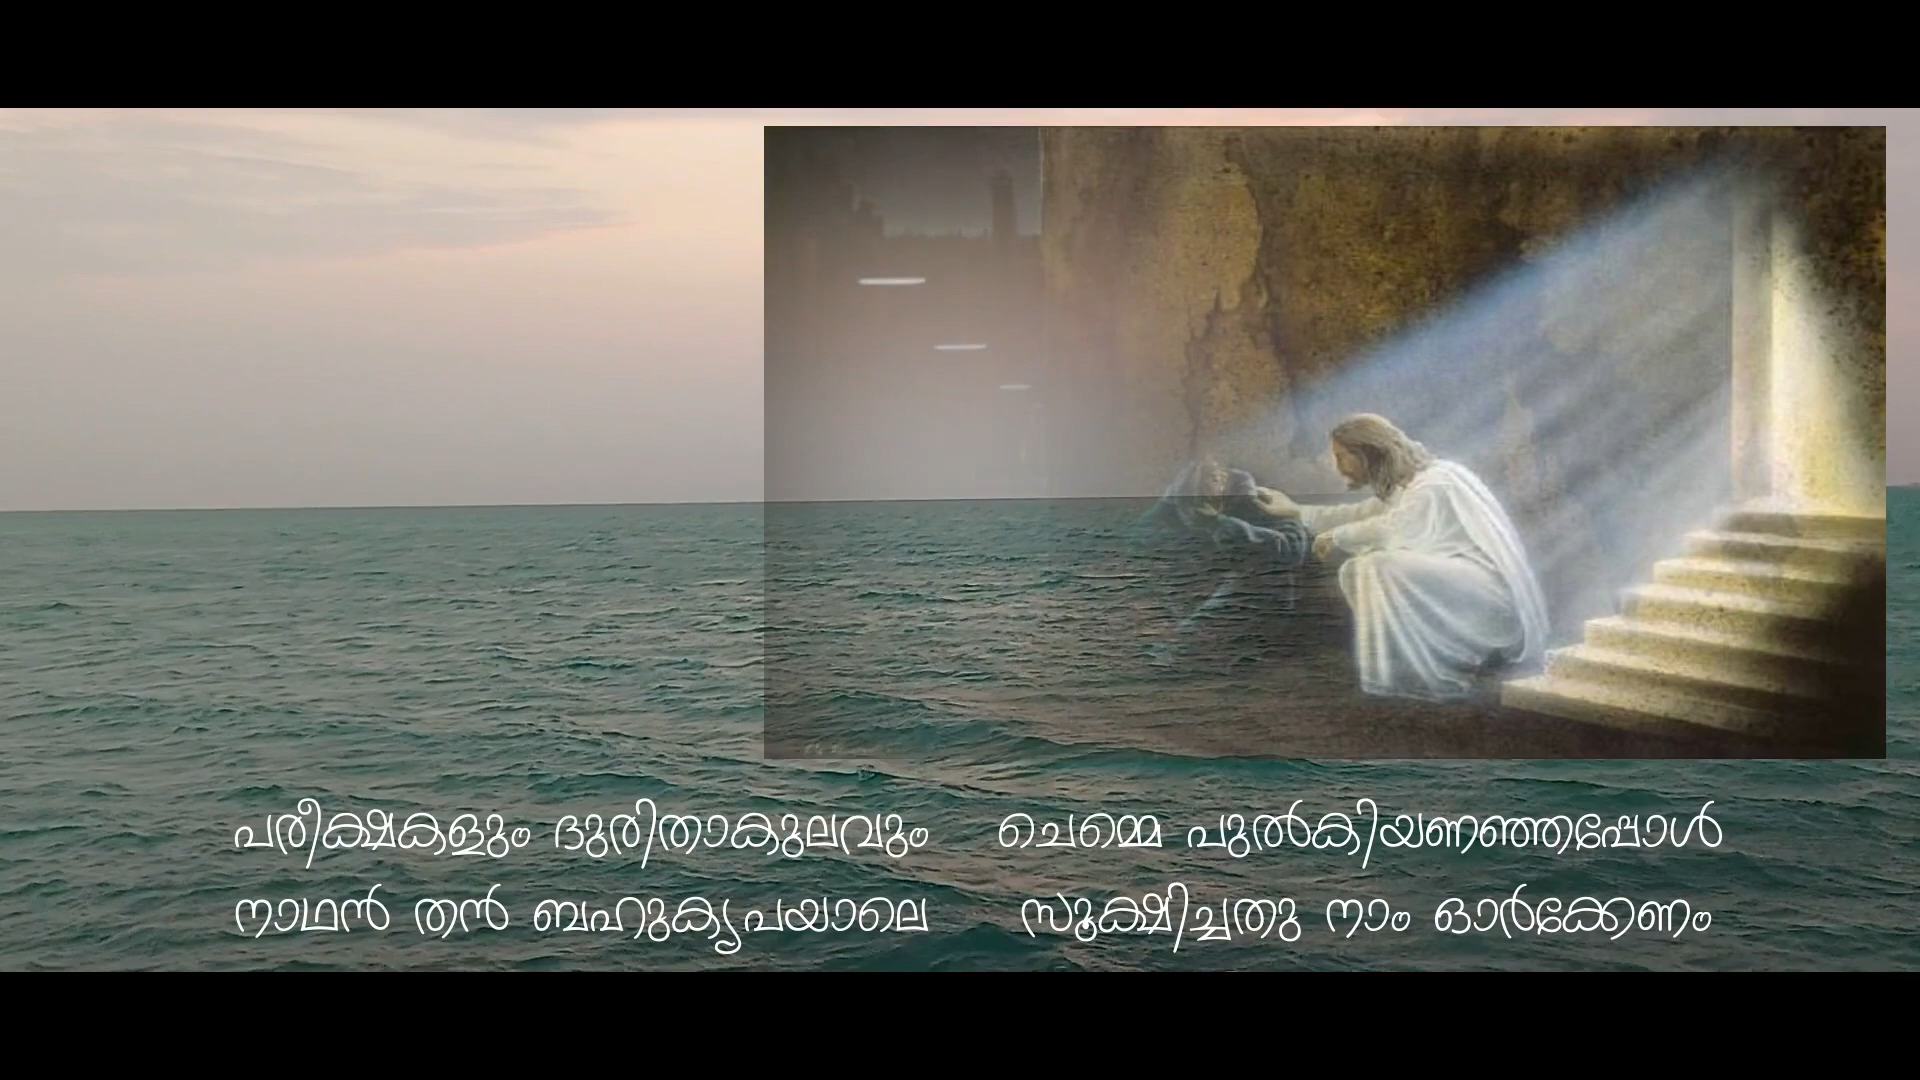 പരീക്ഷകളും ദുരിതാകുലവും ചെമ്മെ പുൽകിയണഞ്ഞപ്പോൾ
നാഥൻ തൻ ബഹുകൃപയാലെ സൂക്ഷിച്ചതു നാം ഓർക്കേണം